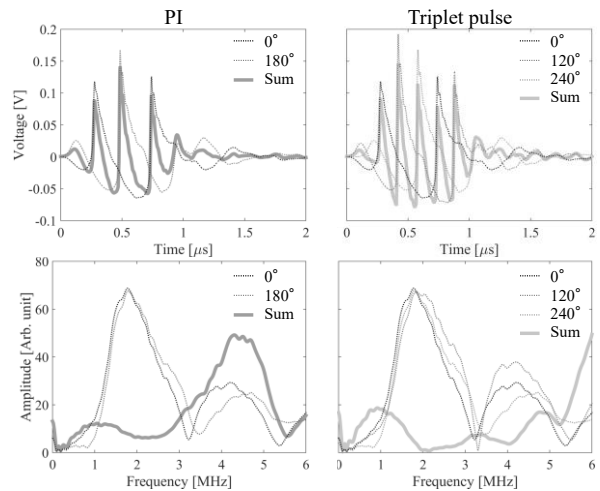 PI
Triplet pulse
0°
180°
Sum
0°
120°
240°
Sum
Voltage [V]
0.2
0.15
0.1
0.05
0
-0.05
-0.1
0 0.5 1 1.5 2
0 0.5 1 1.5 2
Time [μs]
Time [μs]
0°
180°
Sum
0°
120°
240°
Sum
Amplitude [Arb. unit]
80
60
40
20
0
0 1 2 3 4 5 6
0 1 2 3 4 5 6
Frequency [MHz]
Frequency [MHz]